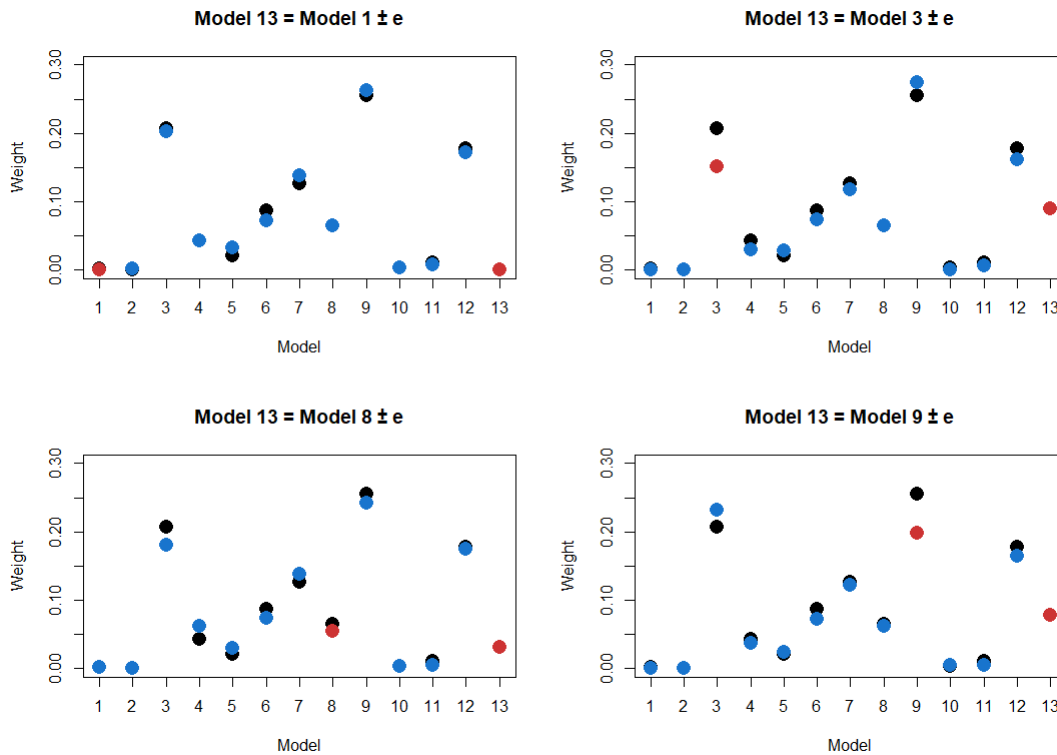 Model 13 = Model 1 ± e
Weight
0.30
0.20
0.10
0.00
1 2 3 4 5 6 7 8 9 10 11 12 13
Model
Model 13 = Model 3 ± e
Weight
0.30
0.20
0.10
0.00
1 2 3 4 5 6 7 8 9 10 11 12 13
Model
Model 13 = Model 8 ± e
Weight
0.30
0.20
0.10
0.00
1 2 3 4 5 6 7 8 9 10 11 12 13
Model
Model 13 = Model 9 ± e
Weight
0.30
0.20
0.10
0.00
1 2 3 4 5 6 7 8 9 10 11 12 13
Model